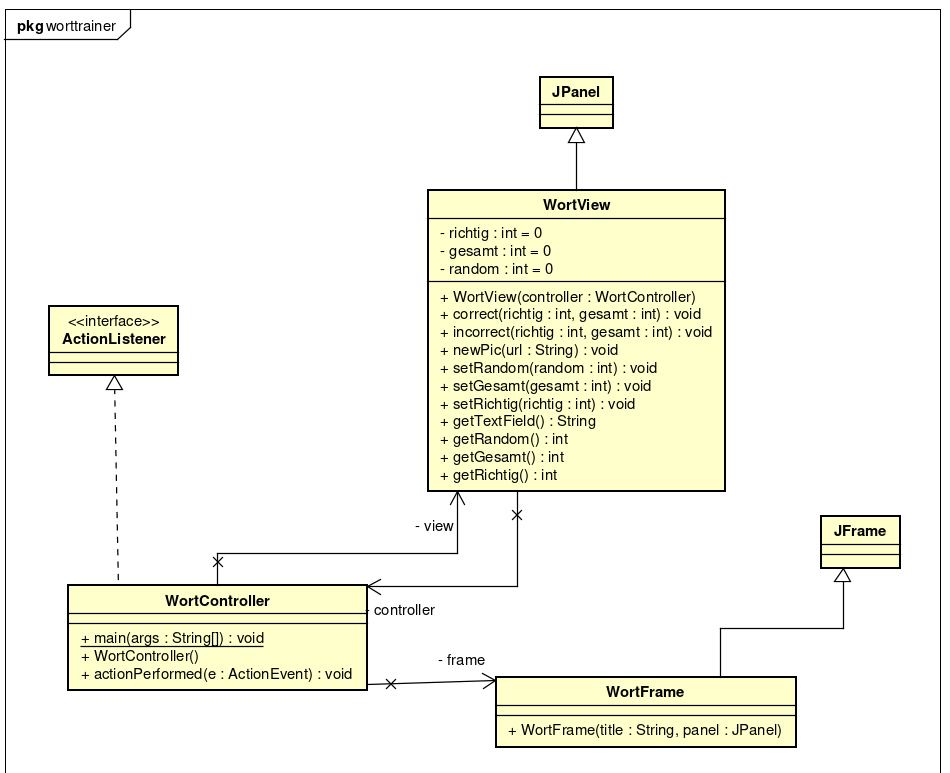 pkg worttrainer
JPanel
WortView
- richtig : int = 0
- gesamt : int = 0
- random : int = 0
+ WortView(controller : WortController)
+ correct(richtig : int, gesamt : int) : void
+ incorrect(richtig : int, gesamt : int) : void
+ newPic(url : String) : void
+ setRandom(random : int) : void
+ setGesamt(gesamt : int) : void
+ setRichtig(richtig : int) : void
+ getTextField() : String
+ getRandom() : int
+ getGesamt() : int
+ getRichtig() : int
<<interface>>
ActionListener
- view
- controller
JFrame
WortController
+ main(args : String[]) : void
+ WortController()
+ actionPerformed(e : ActionEvent) : void
- frame
WortFrame
+ WortFrame(title : String, panel : JPanel)